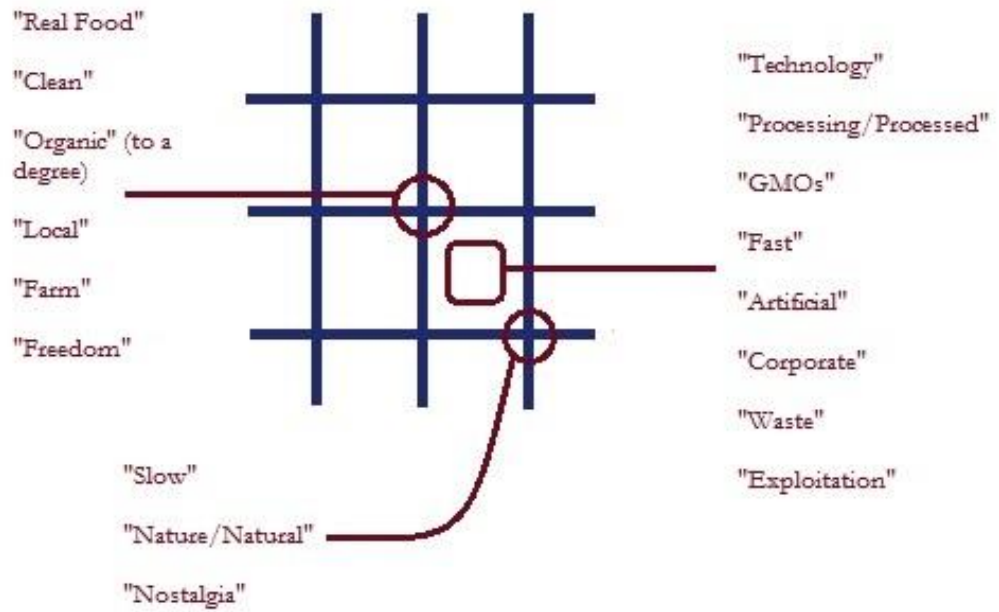 "Real Food"
"Clean"
"Organic" (to a
degree)
"Local"
"Farm"
"Freedom"
"Technology"
"Processing/Processed"
"GMOs"
"Fast"
"Artificial"
"Corporate"
"Waste"
"Exploitation"
"Slow"
"Nature/Natural"
"Nostalgia"